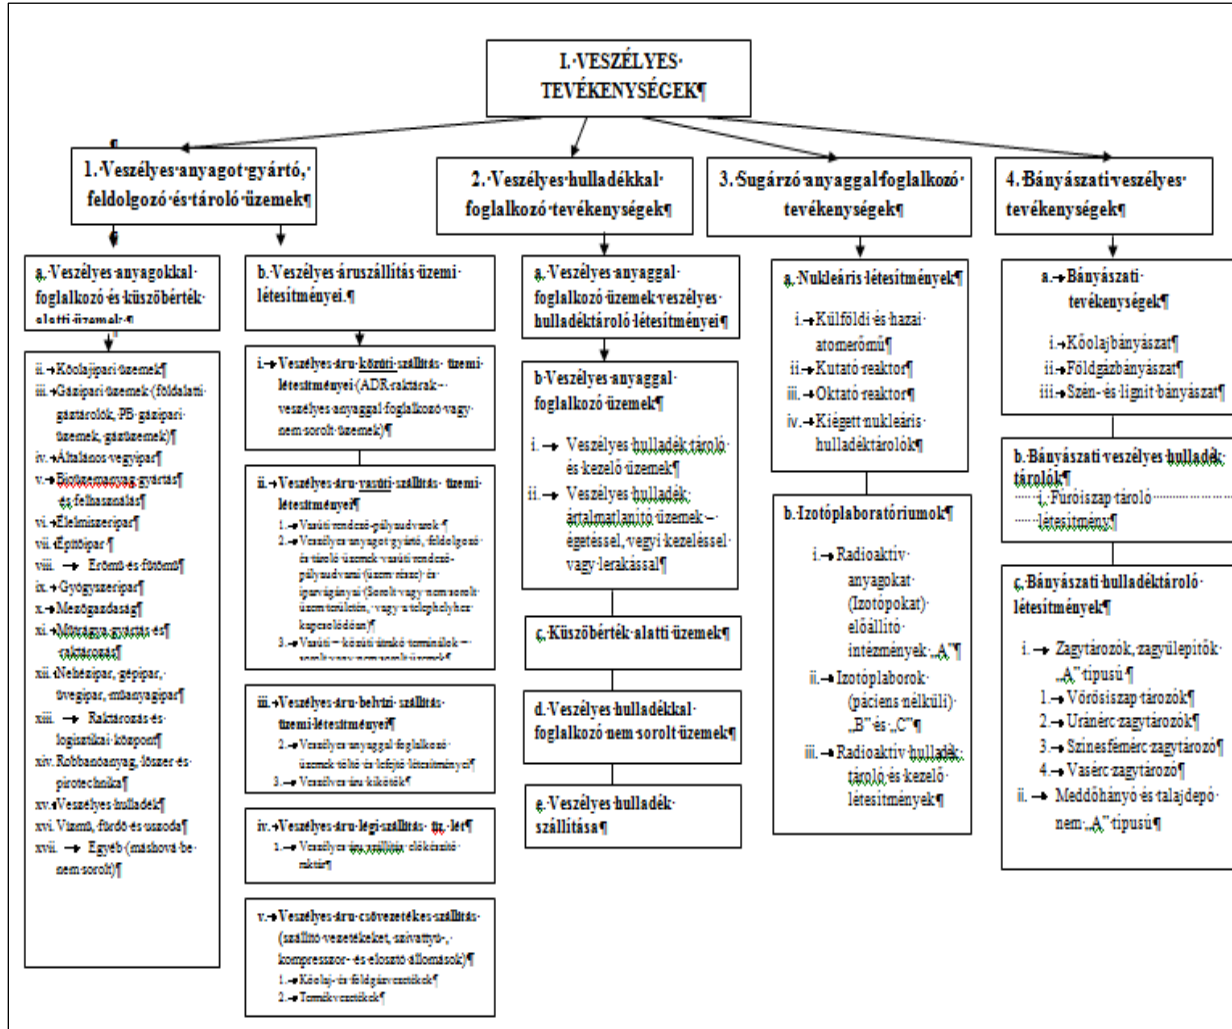 I. VESZÉLYES
TEVÉKENYSÉGEK¶
¶
1. Veszélyes anyagot gyártó,
feldolgozó és tároló üzemek¶
¶
a. Veszélyes anyagokkal
foglalkozó és küszöbérték
alatti üzemek
ii. Kőolajipari üzemek¶
iii. Gázipari üzemek (földalatti
gáztárolók, PB gázipari
üzemek, gázüzemek)¶
iv. Általános vegyipar¶
v. Bioüzemanyag gyártás
és felhasználás¶
vi. Élelmiszeripar¶
vii. Építőipar¶
viii. Erőmű és fűtőmű¶
ix. Gyógyszeripar¶
x. Mezőgazdaság¶
xi. Műtrágya gyártás és
raktározás¶
xii. Nehézipar, gépipar,
üvegipar, műanyagipar¶
xiii. Raktározás és
logisztikai központ¶
xiv. Robbanóanyag, lőszer és
pirotechnika¶
xv. Veszélyes hulladék¶
xvi. Vízmű, fürdő és uszoda¶
xvii. Egyéb (máshová be
nem sorolt)¶
b. Veszélyes áruszállítás üzemi
létesítményei.¶
i. Veszélyes áru közúti szállítás üzemi
létesítményei (ADR raktárak –
veszélyes anyaggal foglalkozó vagy
nem sorolt üzemek)¶
ii. Veszélyes áru vasúti szállítás üzemi
létesítményei¶
1. Vasúti rendező-pályaudvarok ¶
2. Veszélyes anyagot gyártó, feldolgozó
és tároló üzemek vasúti rendező-
pályaudvarai (üzem része) és
iparvágányai (Sorolt vagy nem sorolt
üzem területén, vagy a telephelyhez
kapcsolódóan)¶
3. Vasúti – közúti átrakó terminálok –
sorolt vagy nem sorolt üzemek¶
iii. Veszélyes áru belvízi szállítás
üzemi létesítményei¶
2. Veszélyes anyaggal foglalkozó
üzemek töltő és lefejtő létesítményei¶
3. Veszélyes áru kikötők¶
iv. Veszélyes áru légi szállítás üz. lét¶
1. Veszélyes áru szállítás előkészítő
raktár¶
v. Veszélyes áru csővezetékes szállítás
(szállító vezetékeket, szivattyú-,
kompresszor- és elosztó állomások)¶
1. Kőolaj- és földgázvezetékek¶
2. Termékvezetékek¶
2. Veszélyes hulladékkal
foglalkozó tevékenységek¶
a. Veszélyes anyaggal
foglalkozó üzemek veszélyes
hulladéktároló létesítményei¶
b Veszélyes anyaggal
foglalkozó üzemek¶
i. Veszélyes hulladék tároló
és kezelő üzemek¶
ii. Veszélyes hulladék
ártalmatlanító üzemek –
égetéssel, vegyi kezeléssel
vagy lerakással¶
c. Küszöbérték alatti üzemek¶
d. Veszélyes hulladékkal
foglalkozó nem sorolt üzemek¶
e. Veszélyes hulladék
szállítása¶
3. Sugárzó anyaggal foglalkozó
tevékenységek¶
a. Nukleáris létesítmények¶
i. Külföldi és hazai
atomerőmű¶
ii. Kutató reaktor¶
iii. Oktató reaktor¶
iv. Kiégett nukleáris
hulladéktárolók¶
b. Izotóplaboratóriumok¶
i. Radioaktív
anyagokat
(Izotópokat)
előállító
intézmények „A”¶
ii. Izotóplaborok
(páciens nélküli)
„B” és „C”¶
iii. Radioaktív hulladék
tároló és kezelő
létesítmények¶
4. Bányászati veszélyes
tevékenységek¶
a. Bányászati
tevékenységek¶
i. Kőolajbányászat¶
ii. Földgázbányászat¶
iii. Szén- és lignit bányászat¶
b. Bányászati veszélyes hulladék
tárolók¶
i. Fúróiszap tároló
létesítmény¶
c. Bányászati hulladéktároló
létesítmények¶
i. Zagytározók, zagyülepítők
„A” típusú¶
1. Vörösiszap tározók¶
2. Uránérc zagytározók¶
3. Színesfémérc zagytározó¶
4. Vasérc zagytározó¶
ii. Meddőhányó és talajdepó
nem „A” típusú¶